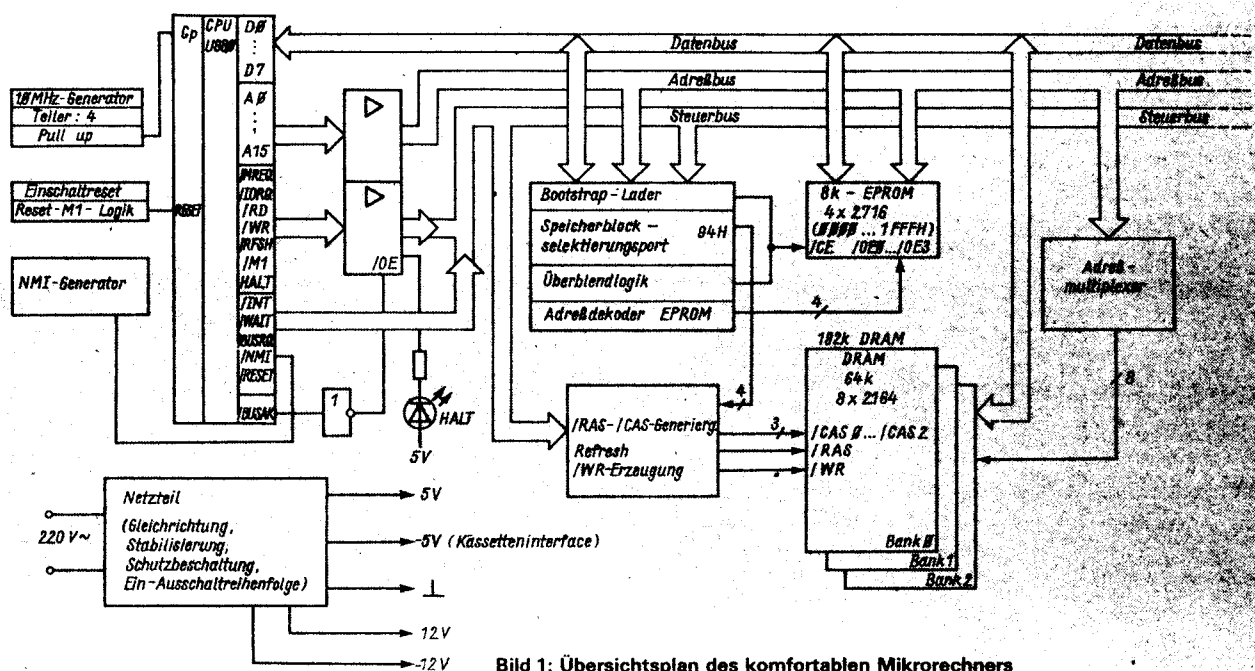 Cp
CPU
U880
D0
D7
A0
A15
/MREQ
/IORQ
/RD
/WR
/RFSH
/M1
HALT
/INT
/WAIT
/BUSRQ
/NMI
/RESET
/BUSAK
RESET
10MHz-Generator
Teiler: 4
Pull up
Einschaltreset
Reset-M1-Logik
NMI-Generator
/OE
1
HALT
5V
Datenbus
Datenbus
Adreßbus
Adreßbus
Steuerbus
Steuerbus
Bootstrap-Lader
Speicherblock-
selektierungsport
84H
Überblendlogik
Adreßdekoder EPROM
8k-EPROM
4 x 2716
(0000...1FFFH)
/CE /OE0.../OE3
4
Adreß-
multiplexer
8
4
/RAS-/CAS-Generierg.
Refresh
/WR-Erzeugung
3
192k DRAM
DRAM
64k
8 x 2164
/CAS 0.../CAS 2
/RAS
/WR
Bank 0
Bank 1
Bank 2
220 V~
Netzteil
(Gleichrichtung,
Stabilisierung,
Schutzbeschaltung,
Ein-Ausschaltreihenfolge)
5V
-5V (Kassetteninterface)
⊥
12V
-12V
Bild 1: Übersichtsplan des komfortablen Mikrorechners